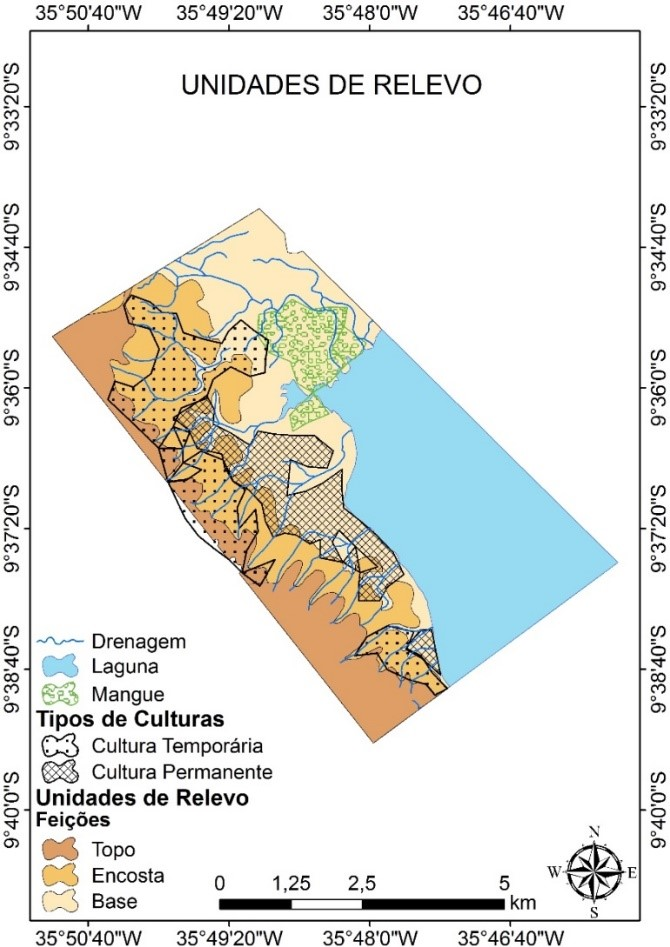 35°50'40"W 35°49'20"W 35°48'0"W 35°46'40"W
UNIDADES DE RELEVO
9°33'20"S 9°33'20"S
9°34'40"S 9°34'40"S
9°36'0"S 9°36'0"S
9°37'20"S 9°37'20"S
9°38'40"S 9°38'40"S
9°40'0"S 9°40'0"S
Drenagem
Laguna
Mangue
Tipos de Culturas
Cultura Temporária
Cultura Permanente
Unidades de Relevo
Feições
Topo
Encosta
Base
0 1,25 2,5 5
km
N
W E
S
35°50'40"W 35°49'20"W 35°48'0"W 35°46'40"W